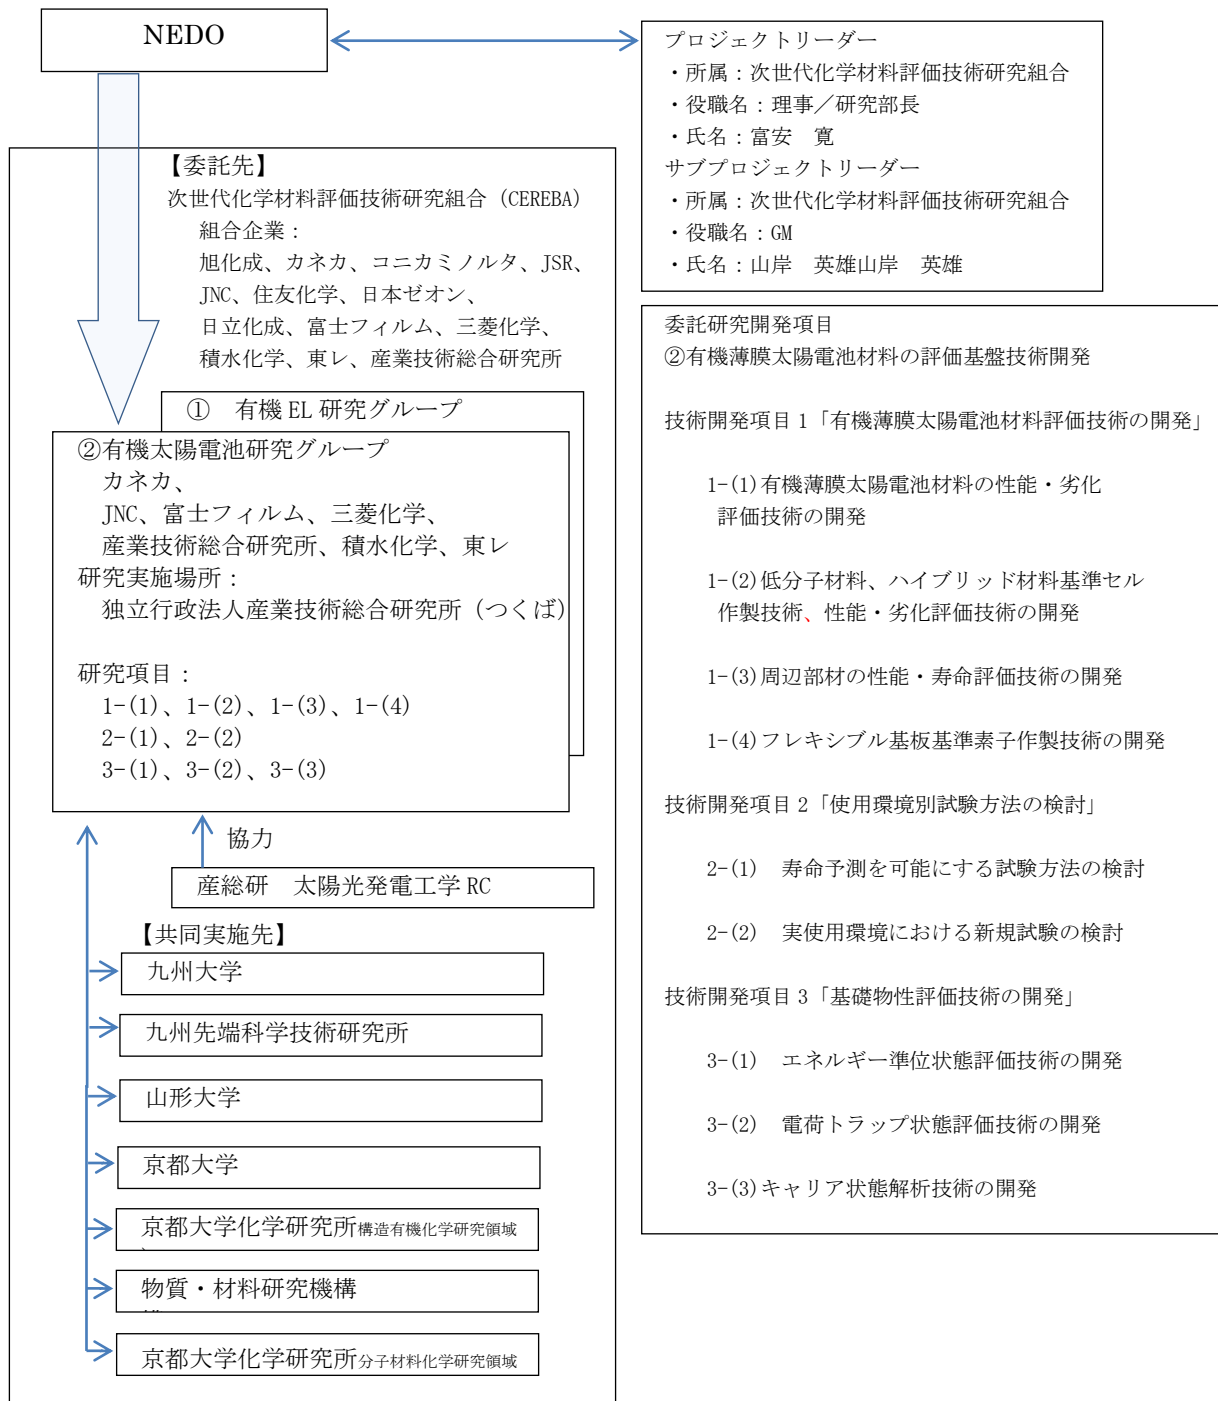 NEDO
プロジェクトリーダー
・所属：次世代化学材料評価技術研究組合
・役職名：理事／研究部長
・氏名：富安　寛
サブプロジェクトリーダー
・所属：次世代化学材料評価技術研究組合
・役職名：GM
・氏名：山岸　英雄山岸　英雄
【委託先】
次世代化学材料評価技術研究組合（CEREBA）
組合企業：
旭化成、カネカ、コニカミノルタ、JSR、
JNC、住友化学、日本ゼオン、
日立化成、富士フィルム、三菱化学、
積水化学、東レ、産業技術総合研究所
①　有機 EL 研究グループ
②有機太陽電池研究グループ
カネカ、
JNC、富士フィルム、三菱化学、
産業技術総合研究所、積水化学、東レ
研究実施場所：
独立行政法人産業技術総合研究所（つくば）
研究項目：
1-(1)、1-(2)、1-(3)、1-(4)
2-(1)、2-(2)
3-(1)、3-(2)、3-(3)
協力
産総研　太陽光発電工学 RC
【共同実施先】
九州大学
九州先端科学技術研究所
山形大学
京都大学
京都大学化学研究所構造有機化学研究領域
物質・材料研究機構
京都大学化学研究所分子材料化学研究領域
委託研究開発項目
②有機薄膜太陽電池材料の評価基盤技術開発
技術開発項目 1「有機薄膜太陽電池材料評価技術の開発」
1-(1)有機薄膜太陽電池材料の性能・劣化
評価技術の開発
1-(2)低分子材料、ハイブリッド材料基準セル
作製技術、性能・劣化評価技術の開発
1-(3)周辺部材の性能・寿命評価技術の開発
1-(4)フレキシブル基板基準素子作製技術の開発
技術開発項目 2「使用環境別試験方法の検討」
2-(1)　寿命予測を可能にする試験方法の検討
2-(2)　実使用環境における新規試験の検討
技術開発項目 3「基礎物性評価技術の開発」
3-(1)　エネルギー準位状態評価技術の開発
3-(2)　電荷トラップ状態評価技術の開発
3-(3)キャリア状態解析技術の開発